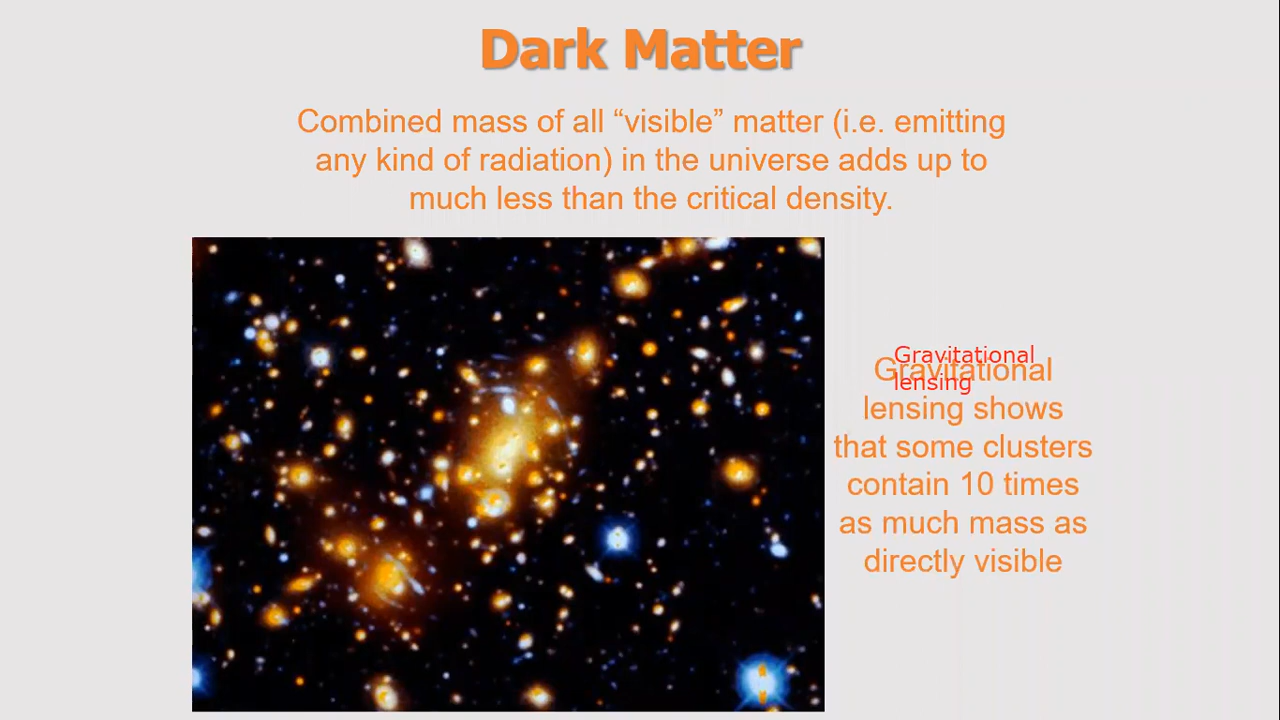 Dark Matter
Combined mass of all “visible” matter (i.e. emitting
any kind of radiation) in the universe adds up to
much less than the critical density.
Gravitational
lensing
Gravitational
lensing shows
that some clusters
contain 10 times
as much mass as
directly visible